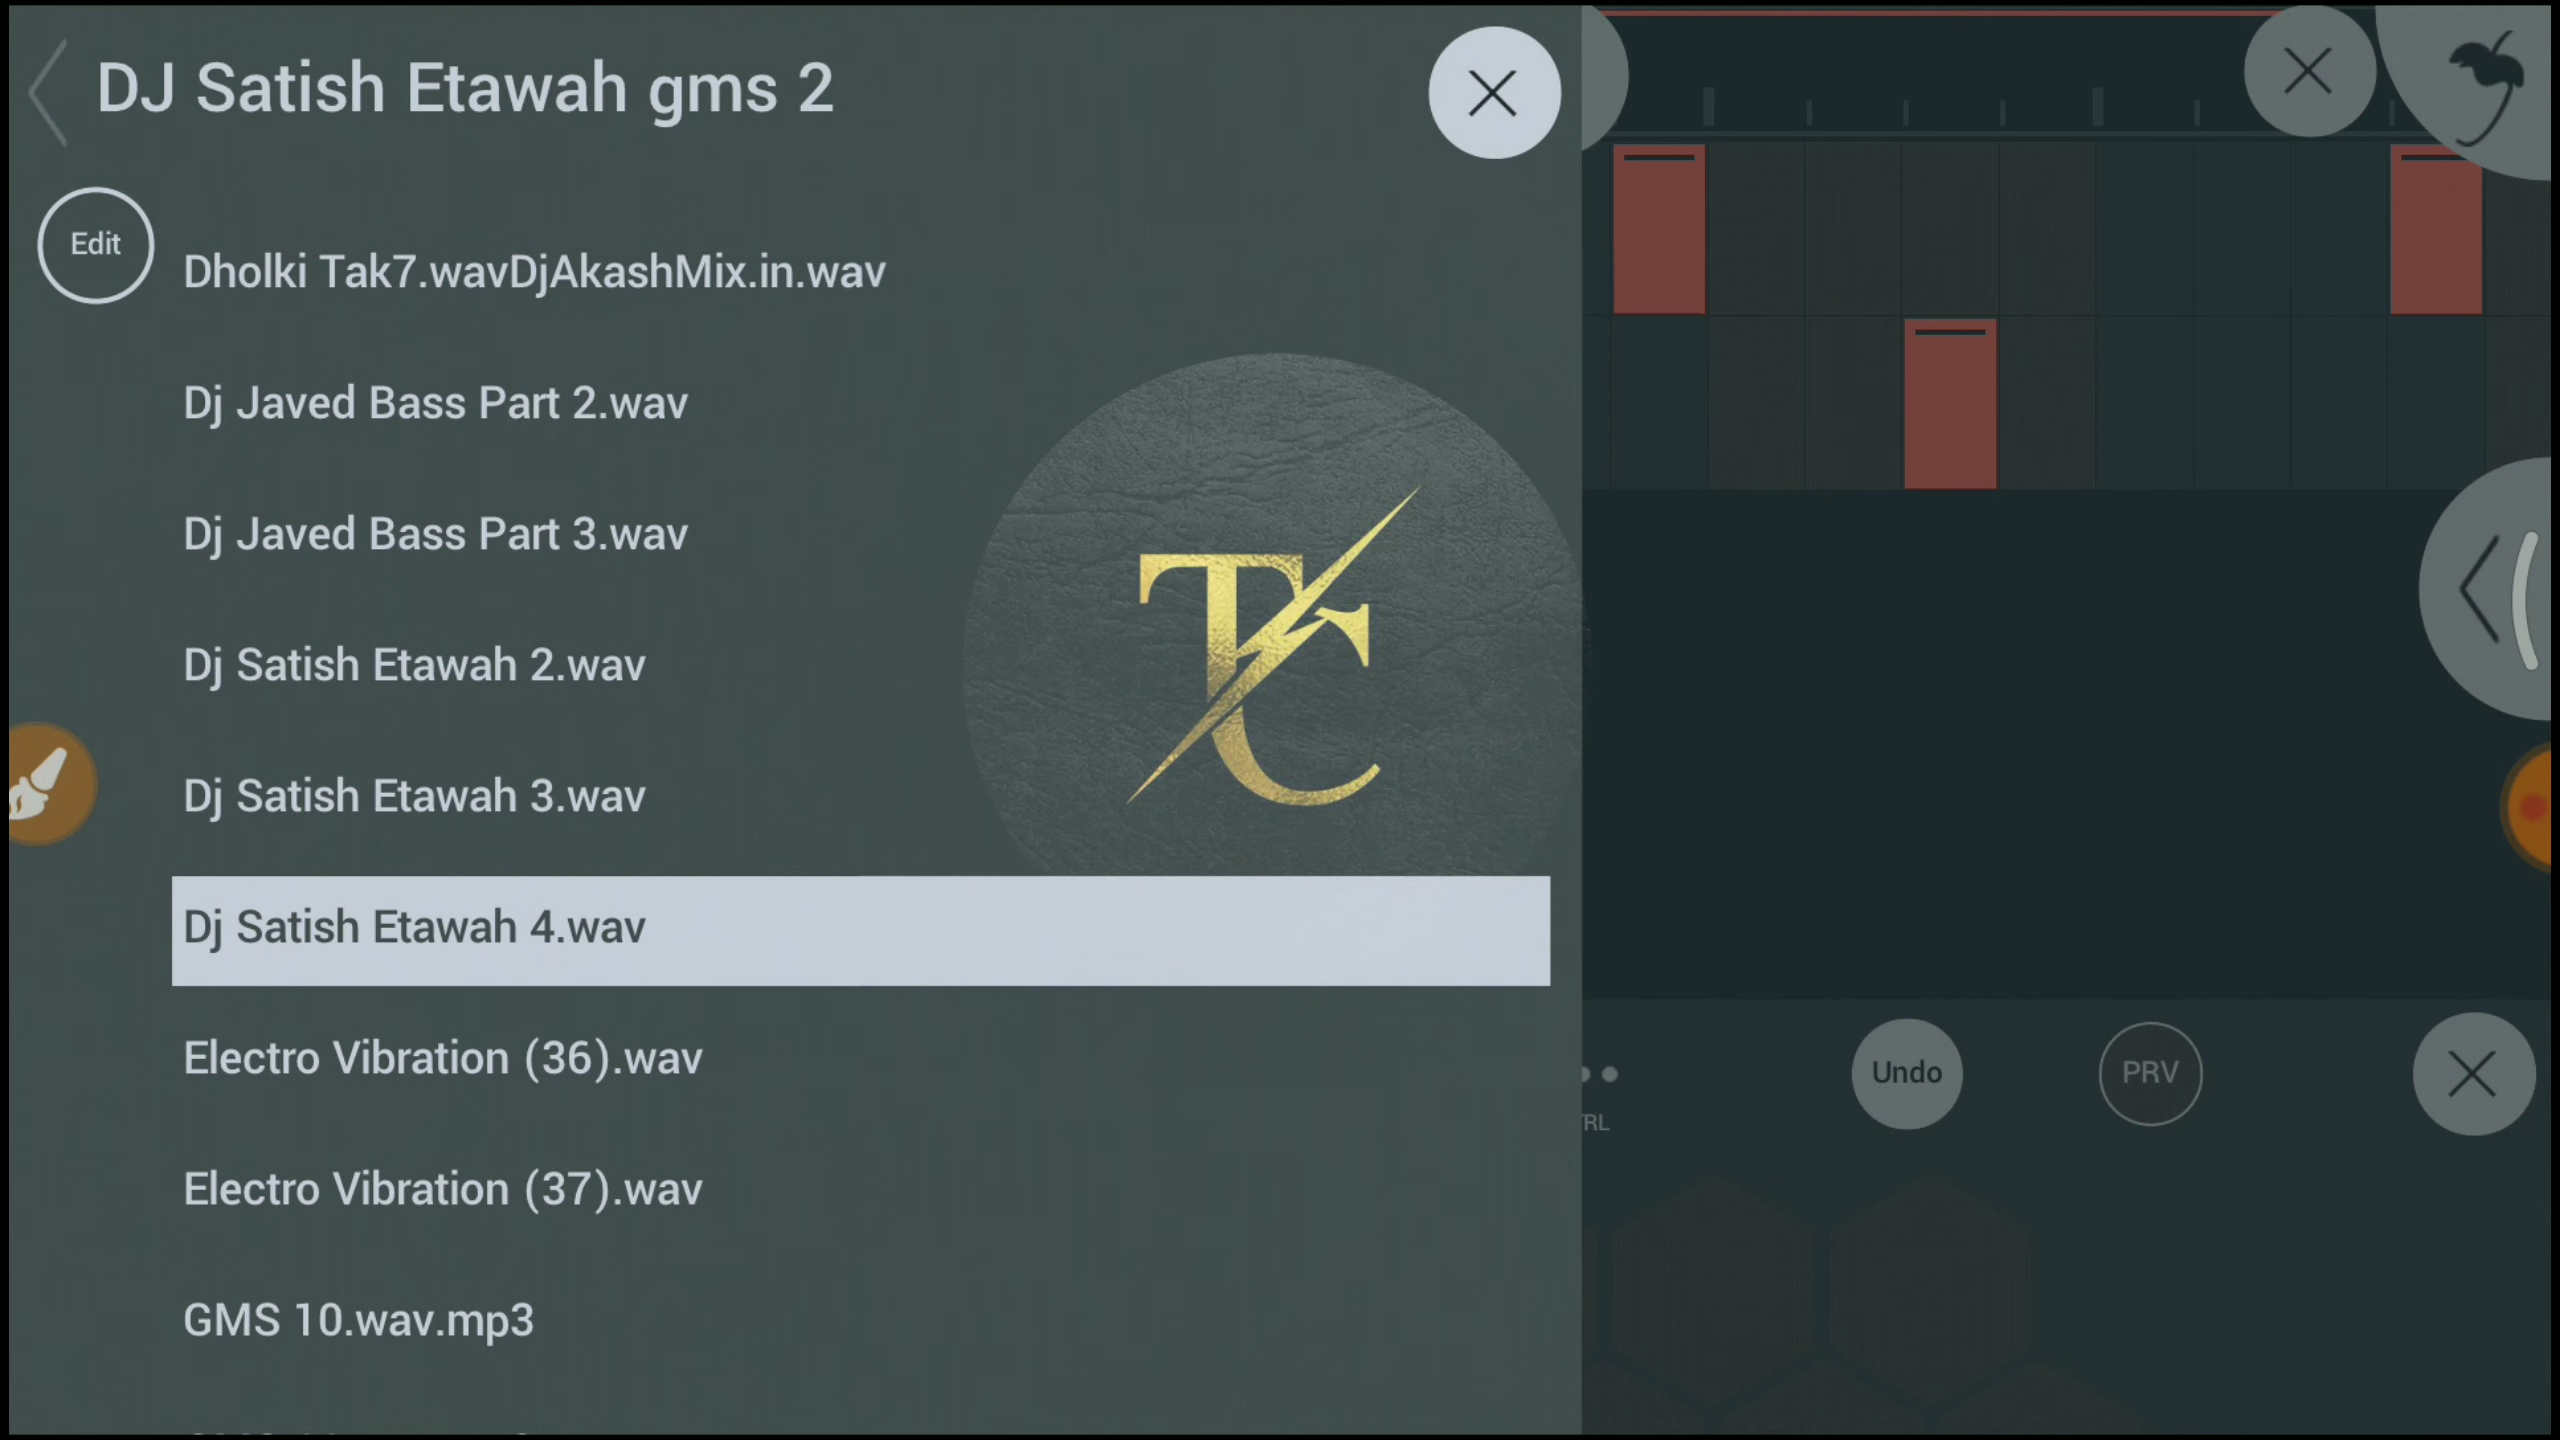 DJ Satish Etawah gms 2
Edit
Dholki Tak7.wavDjAkashMix.in.wav
Dj Javed Bass Part 2.wav
Dj Javed Bass Part 3.wav
Dj Satish Etawah 2.wav
Dj Satish Etawah 3.wav
Dj Satish Etawah 4.wav
Electro Vibration (36).wav
Electro Vibration (37).wav
GMS 10.wav.mp3
TC
Undo
PRV
TRL